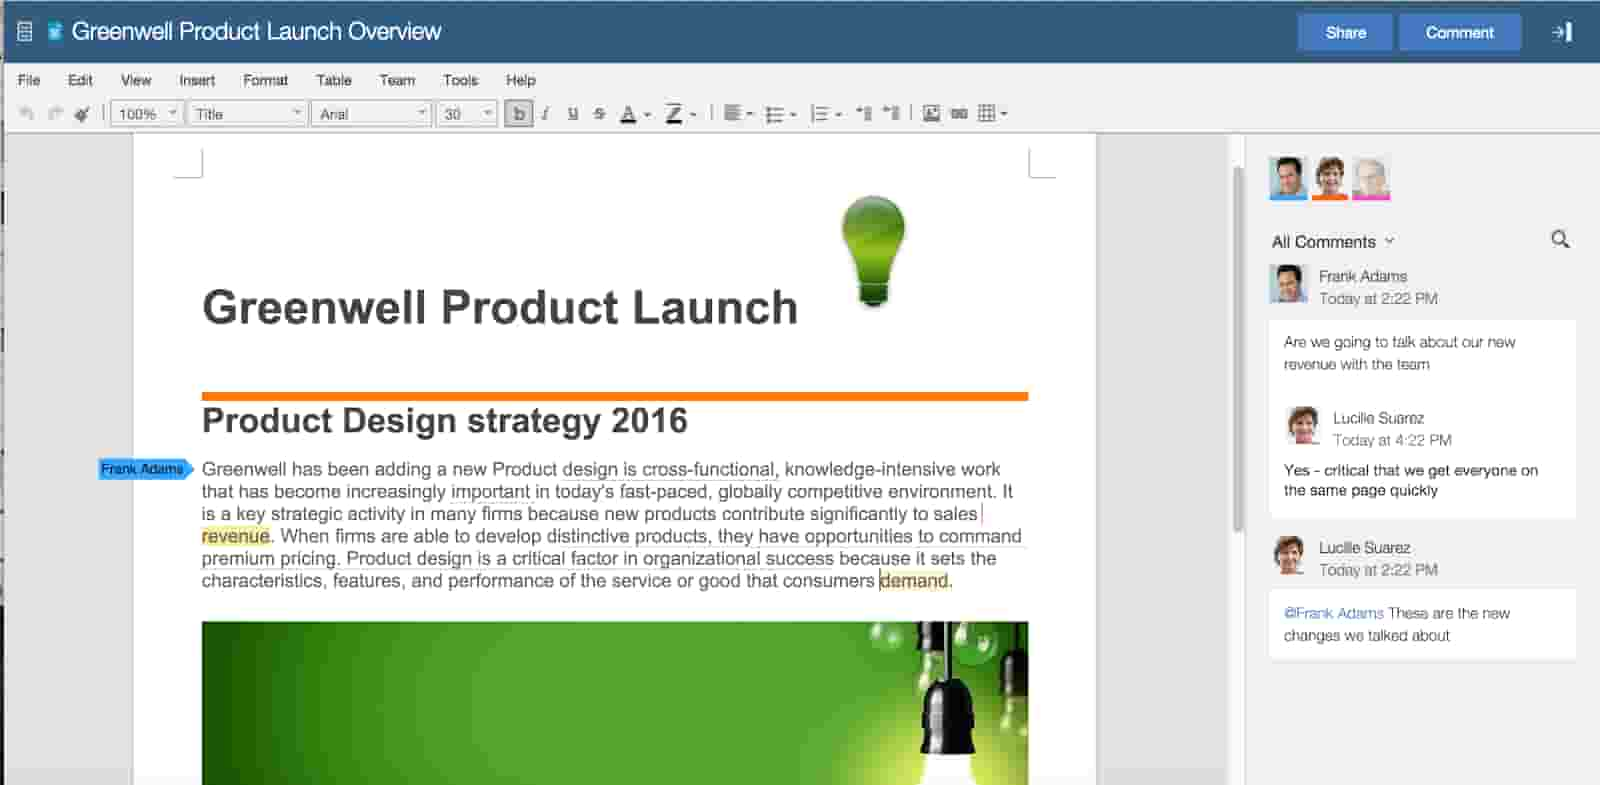 Greenwell Product Launch Overview
Share
Comment
File Edit View Insert Format Table Team Tools Help
100% Title Arial 30 b i u S A
Greenwell Product Launch
Product Design strategy 2016
Frank Adams
Greenwell has been adding a new Product design is cross-functional, knowledge-intensive work
that has become increasingly important in today's fast-paced, globally competitive environment. It
is a key strategic activity in many firms because new products contribute significantly to sales
revenue. When firms are able to develop distinctive products, they have opportunities to command
premium pricing. Product design is a critical factor in organizational success because it sets the
characteristics, features, and performance of the service or good that consumers demand.
All Comments
Frank Adams
Today at 2:22 PM
Are we going to talk about our new
revenue with the team
Lucille Suarez
Today at 4:22 PM
Yes - critical that we get everyone on
the same page quickly
Lucille Suarez
Today at 2:22 PM
@Frank Adams These are the new
changes we talked about